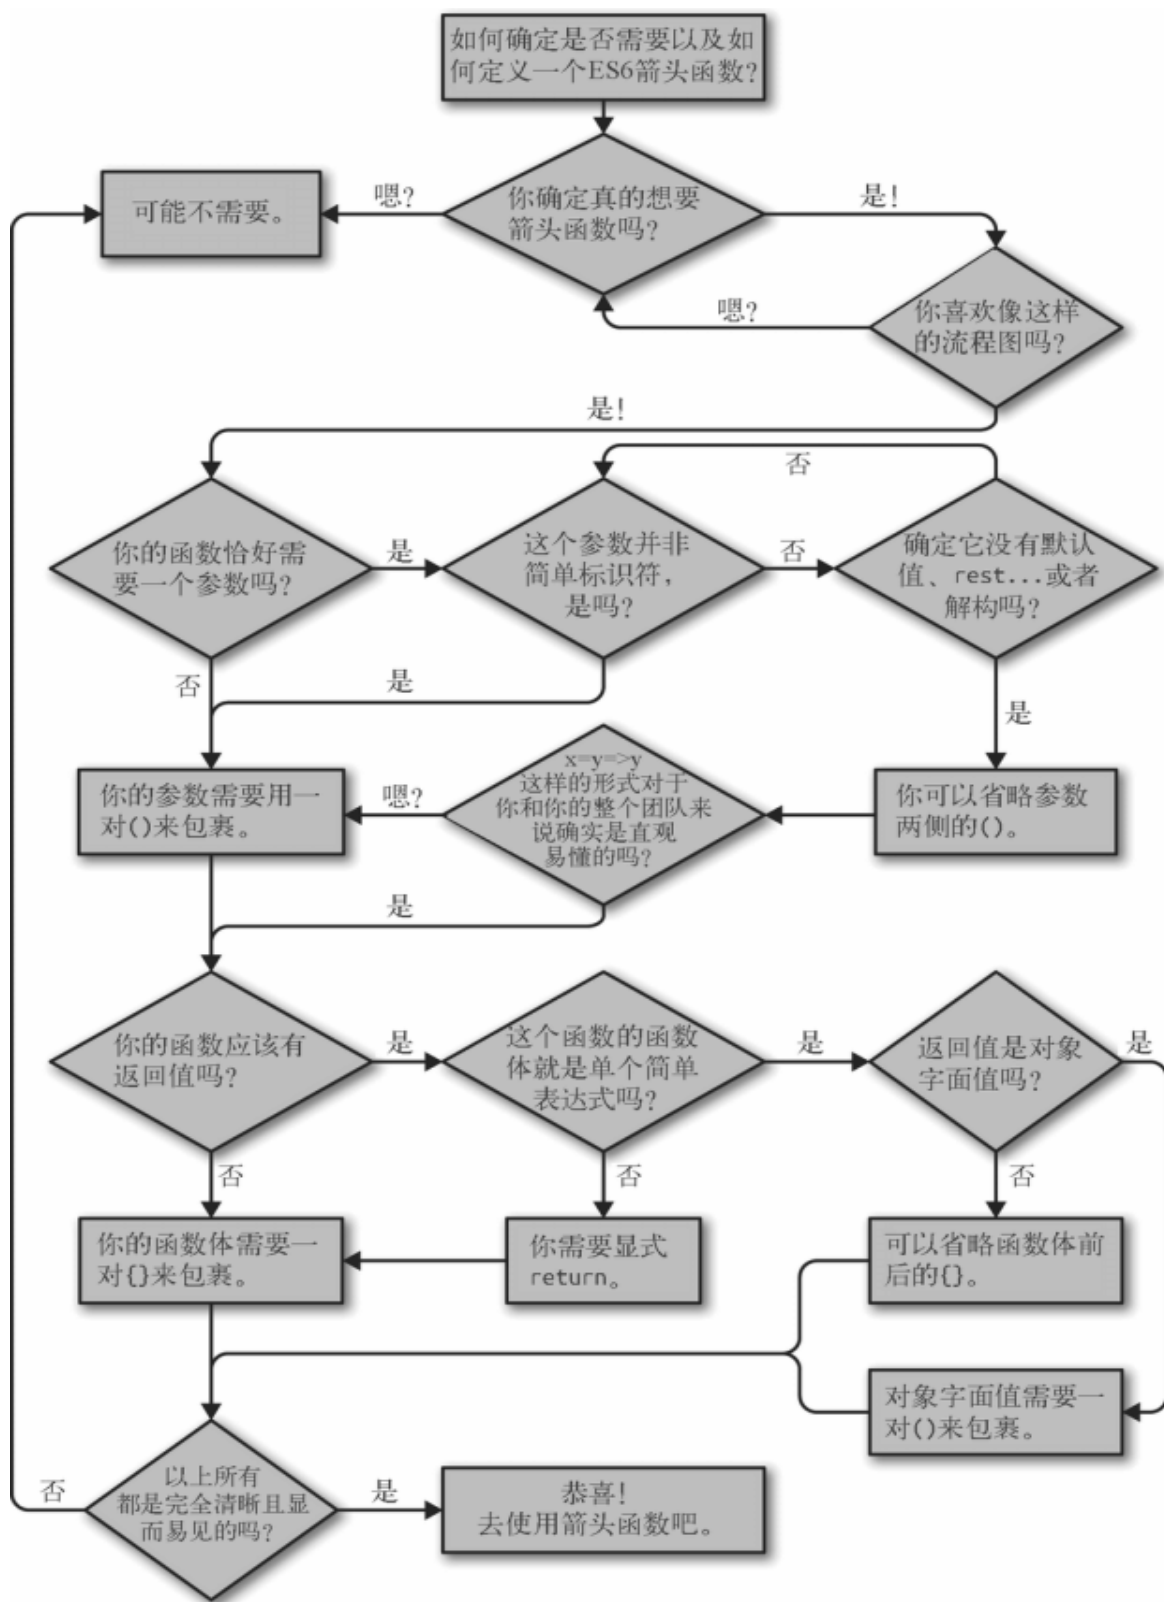 如何确定是否需要以及如
何定义一个ES6箭头函数?
嗯?
你确定真的想要
箭头函数吗?
是!
可能不需要。
嗯?
你喜欢像这样
的流程图吗?
是!
否
你的函数恰好需
要一个参数吗?
是
这个参数并非
简单标识符,
是吗?
否
确定它没有默认
值、rest...或者
解构吗?
否
是
是
x=y=>y
这样的形式对于
你和你的整个团队来
说确实是直观
易懂的吗?
你的参数需要用一
对()来包裹。
嗯?
你可以省略参数
两侧的()。
是
你的函数应该有
返回值吗?
是
这个函数的函数
体就是单个简单
表达式吗?
是
返回值是对象
字面值吗?
是
否
否
否
你的函数体需要一
对{}来包裹。
你需要显式
return。
可以省略函数体前
后的{}。
对象字面值需要一
对()来包裹。
否
以上所有
都是完全清晰且显
而易见的吗?
是
恭喜!
去使用箭头函数吧。